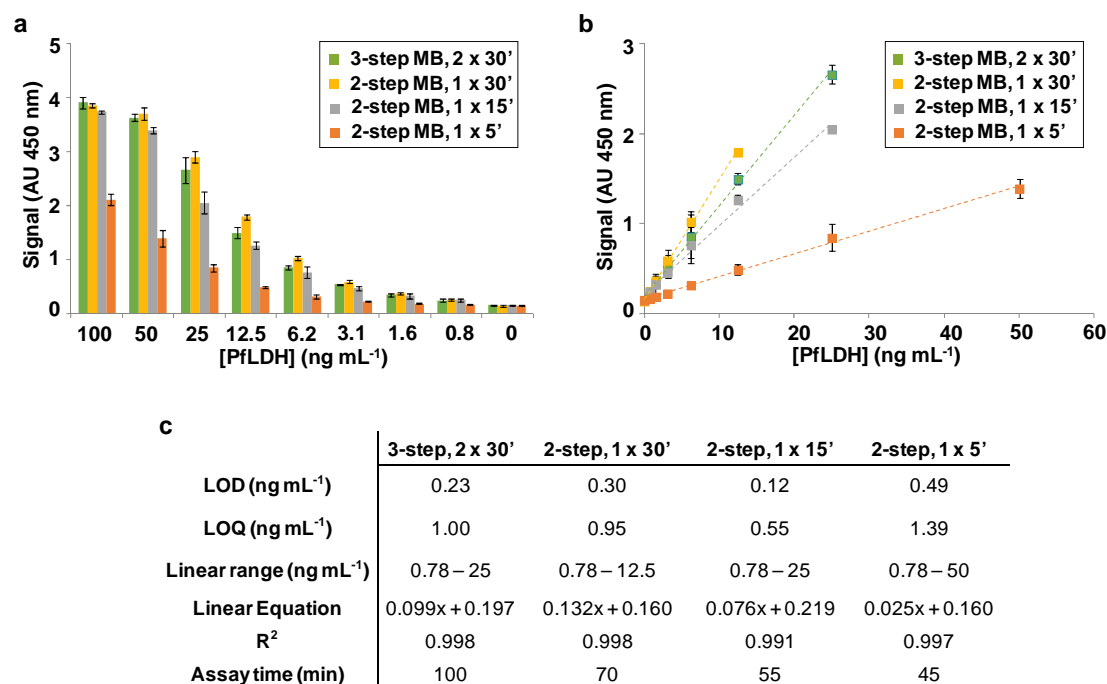 a
5
4
3
2
1
0
Signal (AU 450 nm)
3-step MB, 2 x 30’
2-step MB, 1 x 30’
2-step MB, 1 x 15’
2-step MB, 1 x 5’
100 50 25 12.5 6.2 3.1 1.6 0.8 0
[PfLDH] (ng mL-1)
b
3
2
1
0
Signal (AU 450 nm)
3-step MB, 2 x 30’
2-step MB, 1 x 30’
2-step MB, 1 x 15’
2-step MB, 1 x 5’
0 10 20 30 40 50 60
[PfLDH] (ng mL-1)
c
3-step, 2 x 30’ 2-step, 1 x 30’ 2-step, 1 x 15’ 2-step, 1 x 5’
LOD (ng mL-1) 0.23 0.30 0.12 0.49
LOQ (ng mL-1) 1.00 0.95 0.55 1.39
Linear range (ng mL-1) 0.78 – 25 0.78 – 12.5 0.78 – 25 0.78 – 50
Linear Equation 0.099x + 0.197 0.132x + 0.160 0.076x + 0.219 0.025x + 0.160
R2 0.998 0.998 0.991 0.997
Assay time (min) 100 70 55 45